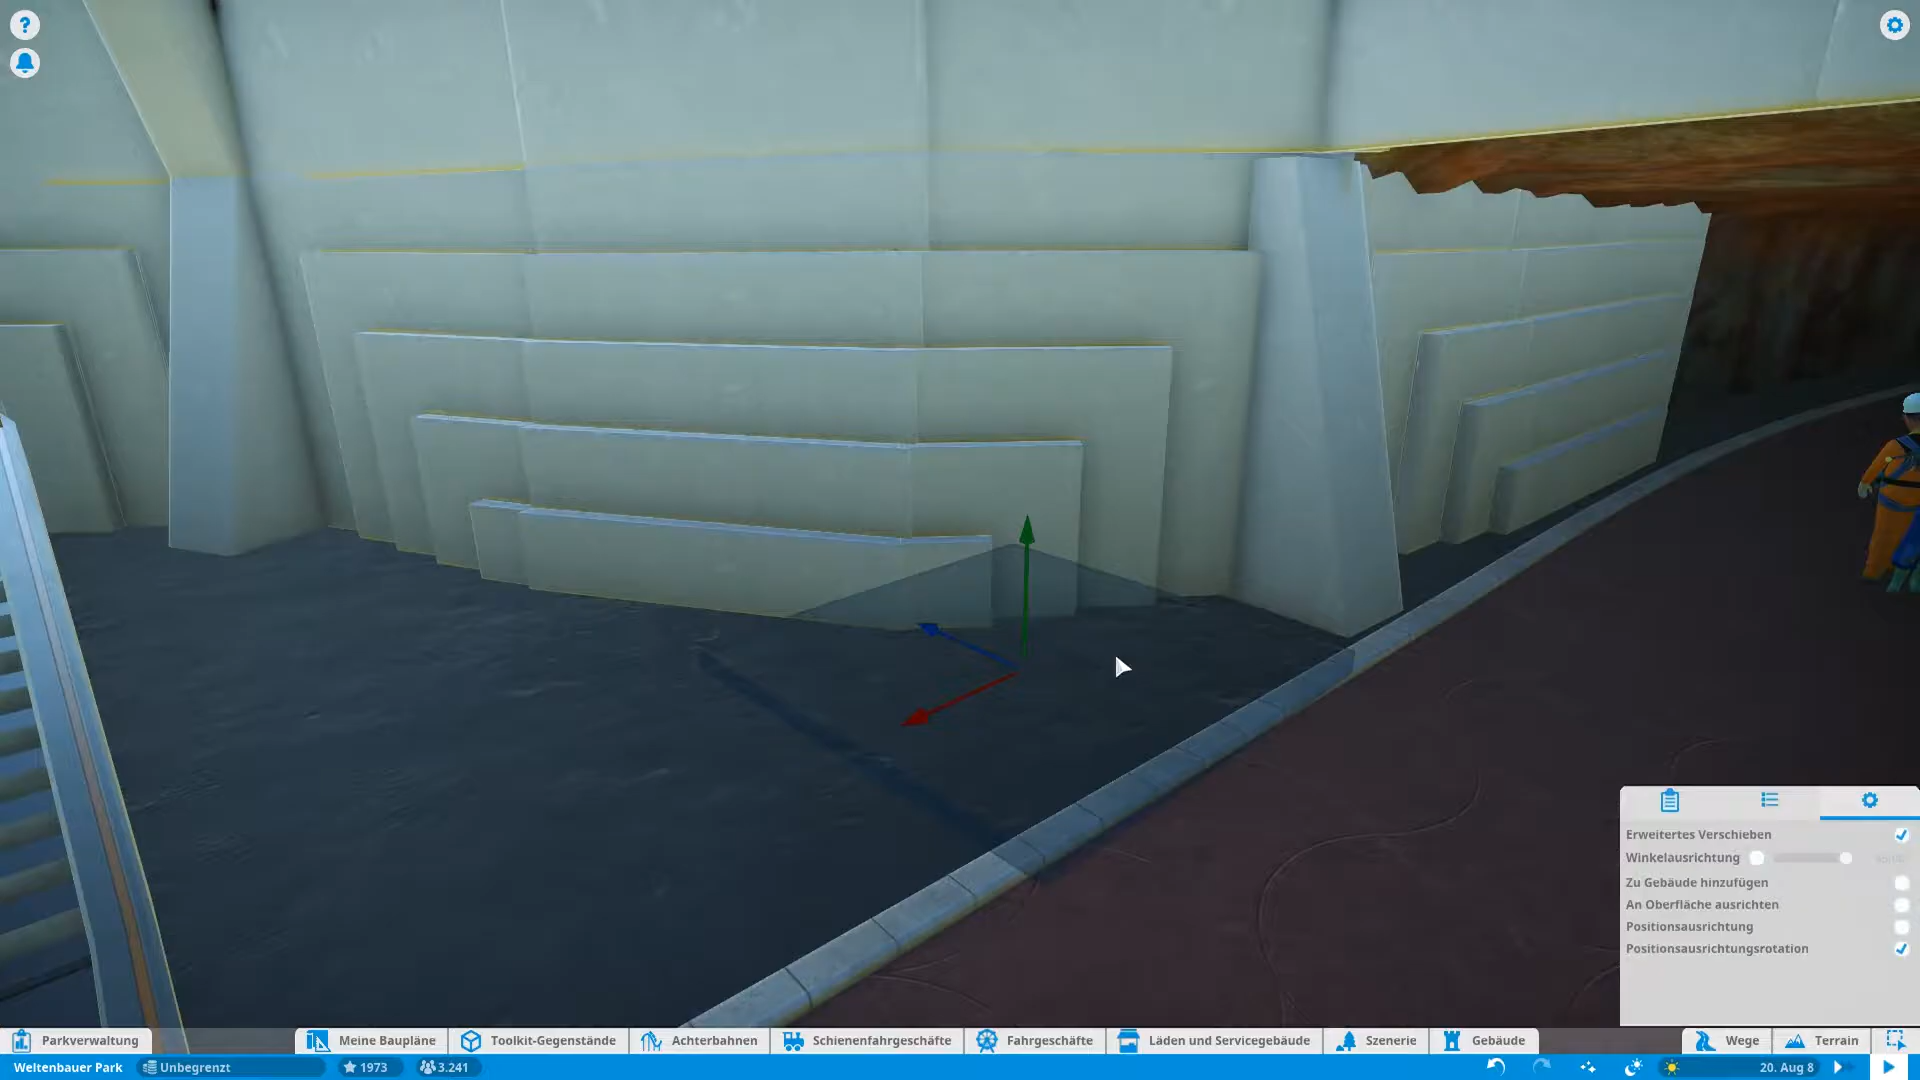 ?
Erweitertes Verschieben
Winkelausrichtung
Zu Gebäude hinzufügen
An Oberfläche ausrichten
Positionsausrichtung
Positionsausrichtungsrotation
Parkverwaltung
Meine Baupläne
Toolkit-Gegenstände
Achterbahnen
Schienenfahrgeschäfte
Fahrgeschäfte
Läden und Servicegebäude
Szenerie
Gebäude
Wege
Terrain
Weltenbauer Park
Unbegrenzt
1973
3.241
20. Aug 8